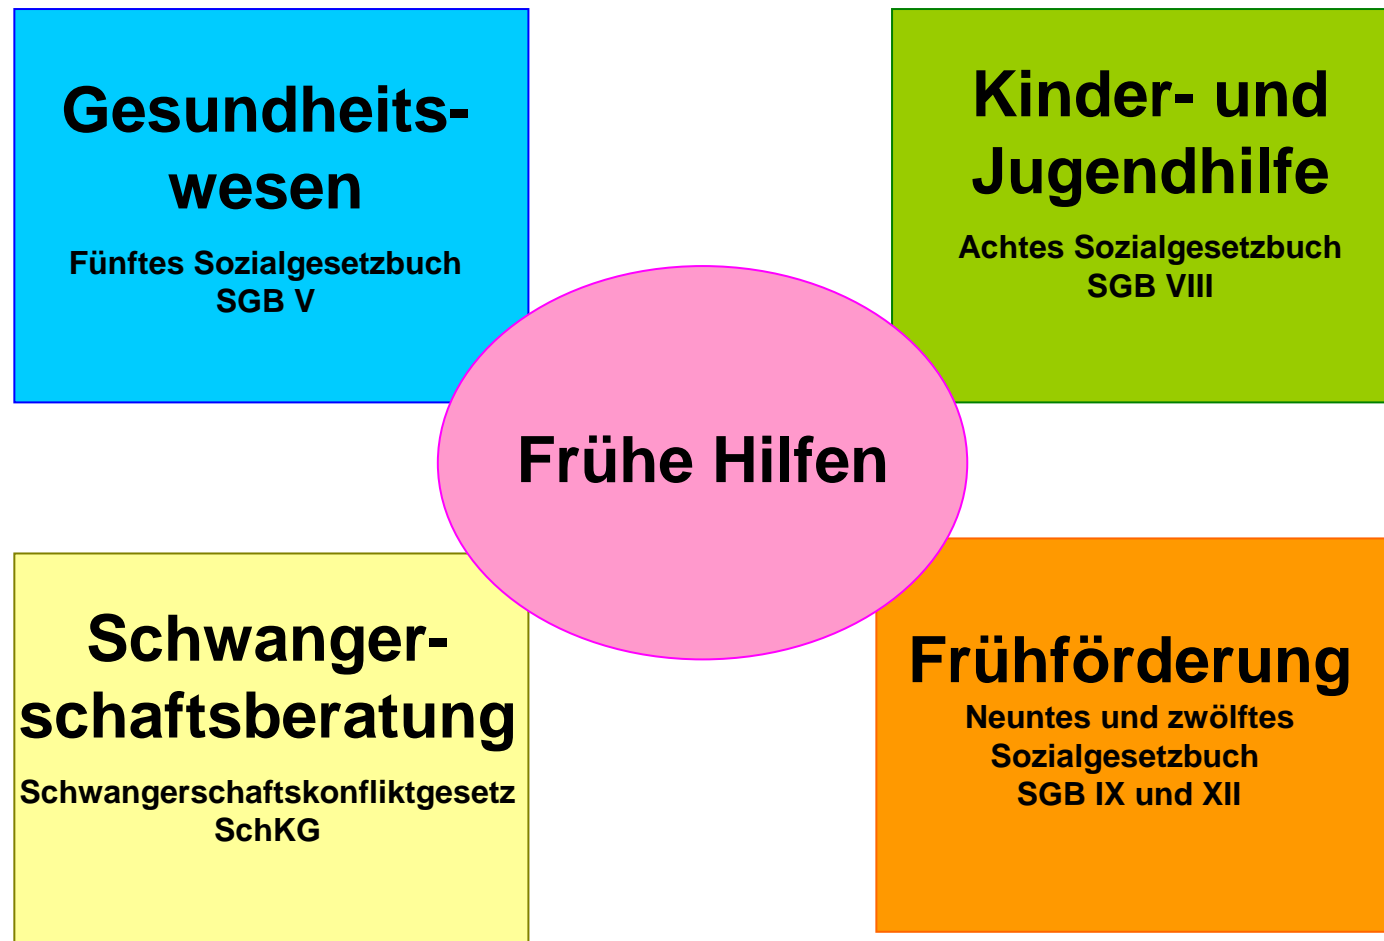 Gesundheits-
wesen
Fünftes Sozialgesetzbuch
SGB V
Kinder- und
Jugendhilfe
Achtes Sozialgesetzbuch
SGB VIII
Frühe Hilfen
Schwanger-
schaftsberatung
Schwangerschaftskonfliktgesetz
SchKG
Frühförderung
Neuntes und zwölftes
Sozialgesetzbuch
SGB IX und XII